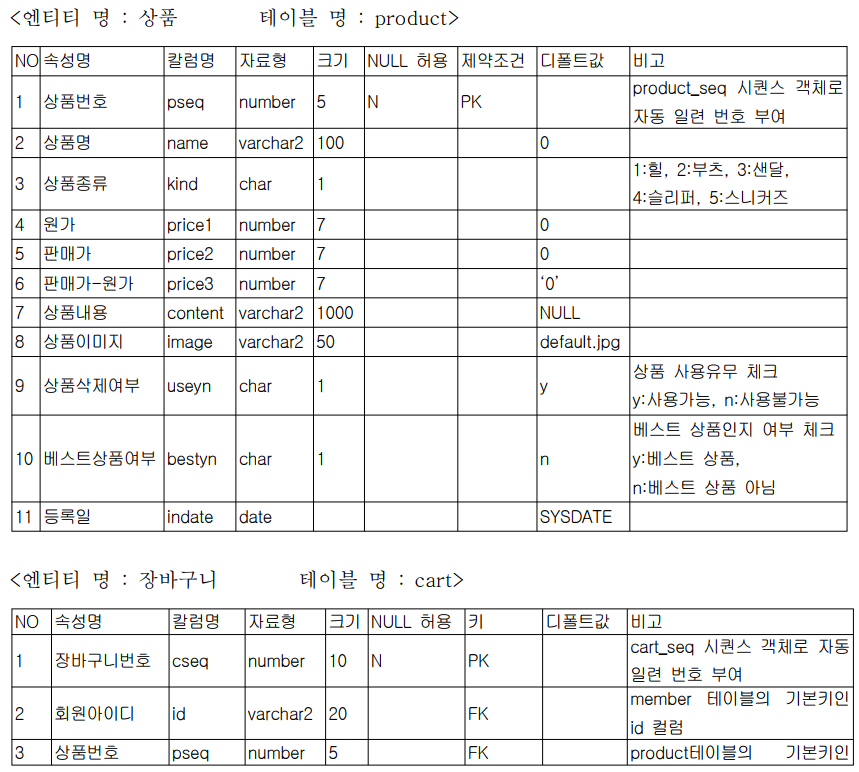 <엔티티 명 : 상품 테이블 명 : product>
NO 속성명 칼럼명 자료형 크기 NULL 허용 제약조건 디폴트값 비고
1 상품번호 pseq number 5 N PK product_seq 시퀀스 객체로
자동 일련 번호 부여
2 상품명 name varchar2 100 0
3 상품종류 kind char 1 1:힐, 2:부츠, 3:샌달,
4:슬리퍼, 5:스니커즈
4 원가 price1 number 7 0
5 판매가 price2 number 7 0
6 판매가-원가 price3 number 7 ‘0’
7 상품내용 content varchar2 1000 NULL
8 상품이미지 image varchar2 50 default.jpg
9 상품삭제여부 useyn char 1 y 상품 사용유무 체크
y:사용가능, n:사용불가능
10 베스트상품여부 bestyn char 1 n 베스트 상품인지 여부 체크
y:베스트 상품,
n:베스트 상품 아님
11 등록일 indate date SYSDATE
<엔티티 명 : 장바구니 테이블 명 : cart>
NO 속성명 칼럼명 자료형 크기 NULL 허용 키 디폴트값 비고
1 장바구니번호 cseq number 10 N PK cart_seq 시퀀스 객체로 자동
일련 번호 부여
2 회원아이디 id varchar2 20 FK member 테이블의 기본키인
id 컬럼
3 상품번호 pseq number 5 FK product테이블의 기본키인